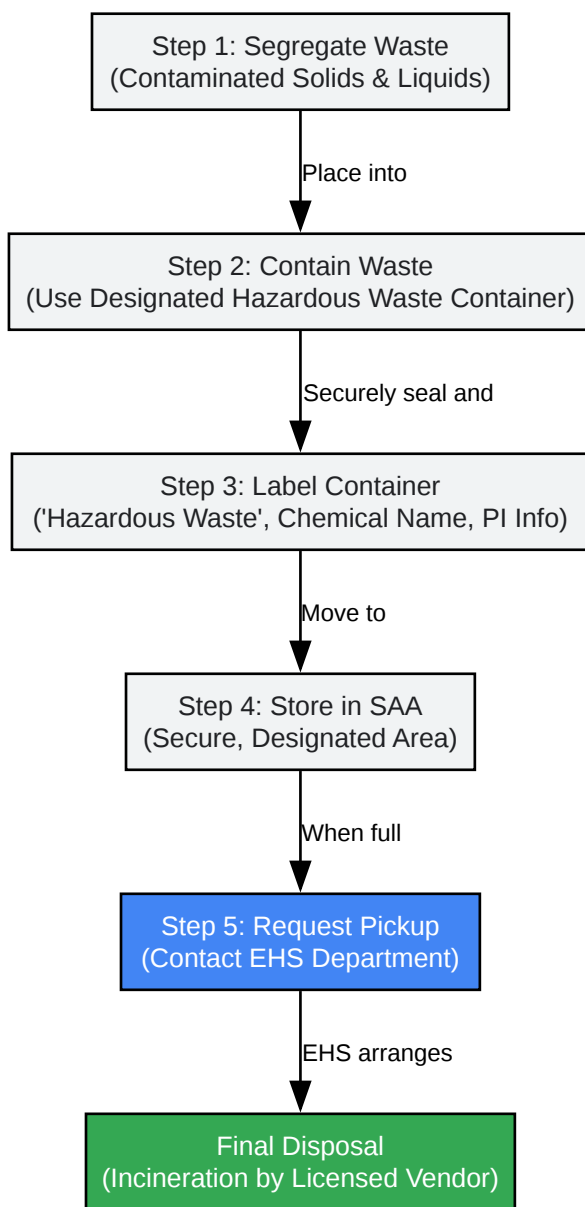 Step 1: Segregate Waste
(Contaminated Solids & Liquids)
Place into
Step 2: Contain Waste
(Use Designated Hazardous Waste Container)
Securely seal and
Step 3: Label Container
('Hazardous Waste', Chemical Name, PI Info)
Move to
Step 4: Store in SAA
(Secure, Designated Area)
When full
Step 5: Request Pickup
(Contact EHS Department)
EHS arranges
Final Disposal
(Incineration by Licensed Vendor)